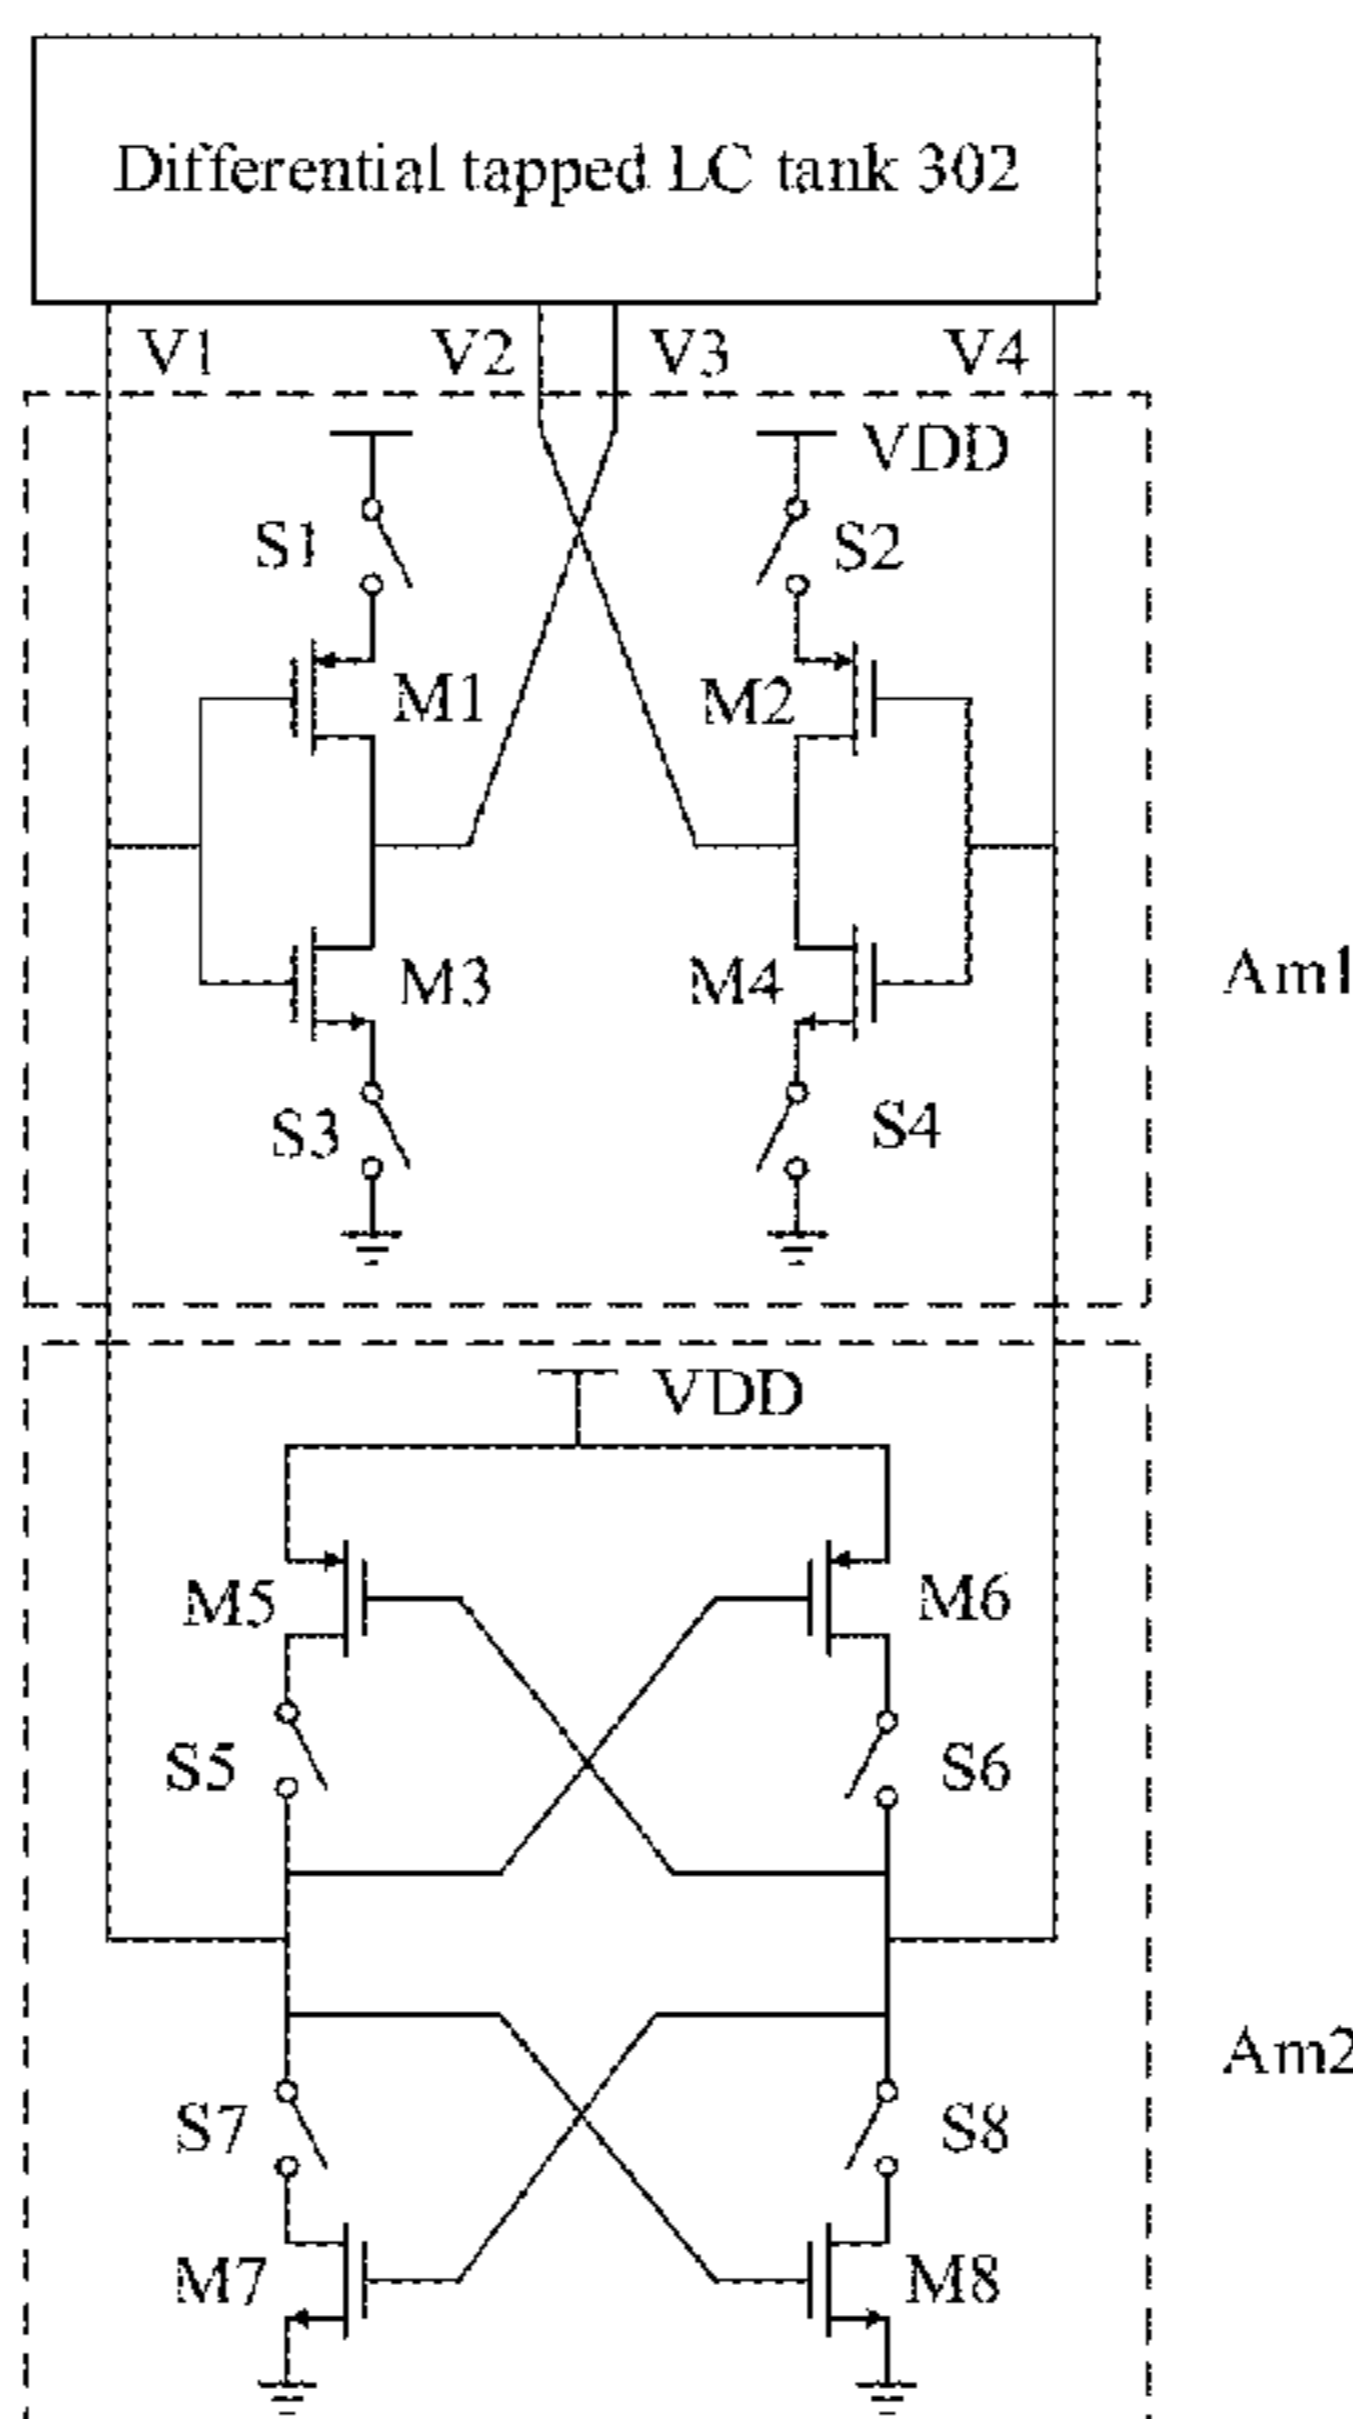 Differential tapped LC tank 302
V1 V2 V3 V4
VDD
S1 S2
M1 M2
M3 M4
Am1
S3 S4
VDD
M5 M6
S5 S6
Am2
S7 S8
M7 M8